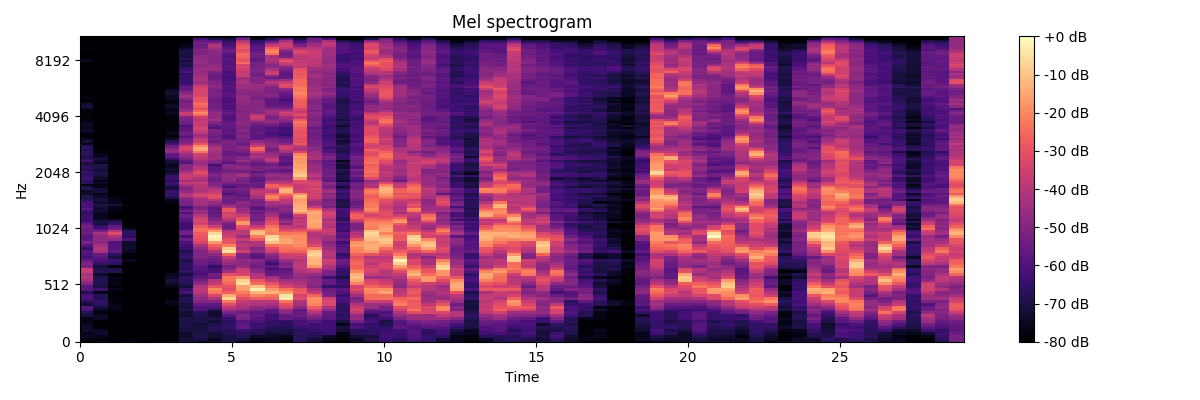 Mel spectrogram
Hz
8192
4096
2048
1024
512
0
0 5 10 15 20 25
Time
+0 dB
-10 dB
-20 dB
-30 dB
-40 dB
-50 dB
-60 dB
-70 dB
-80 dB